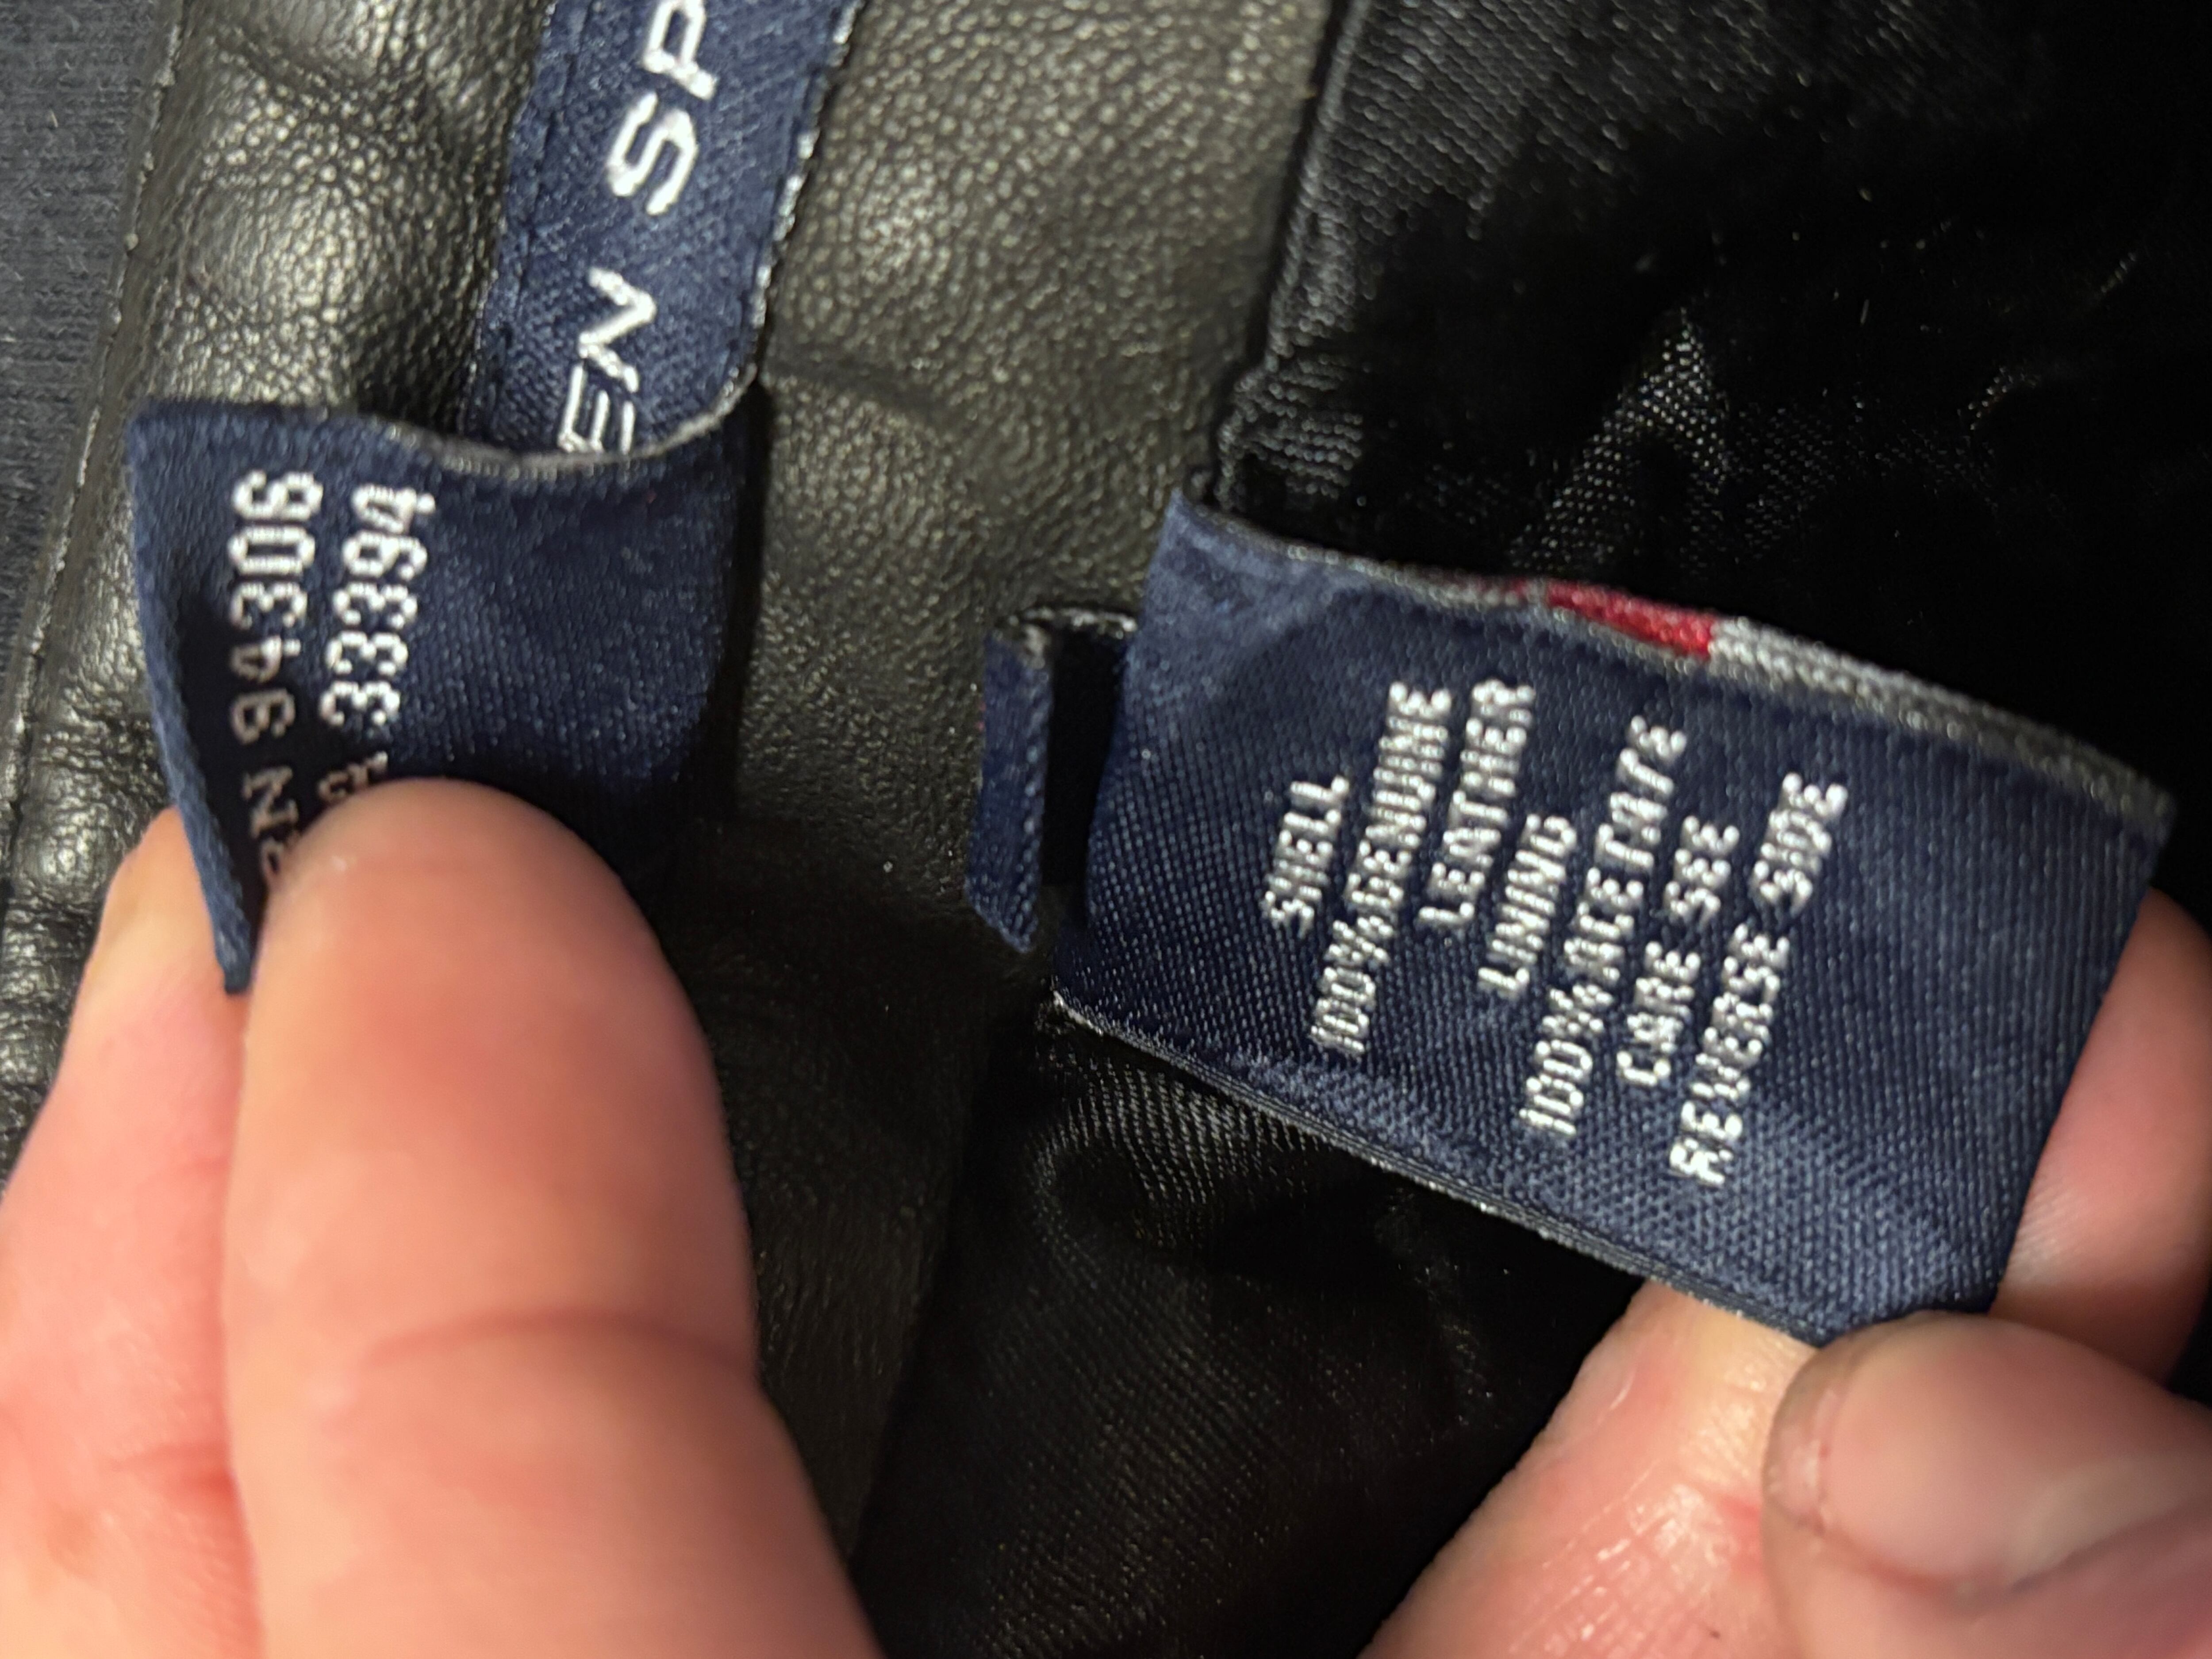 EN SP
RN 94306
33394
SHELL
100% GENUINE
LEATHER
LINING
100% ACETATE
CARE SEE
REVERSE SIDE